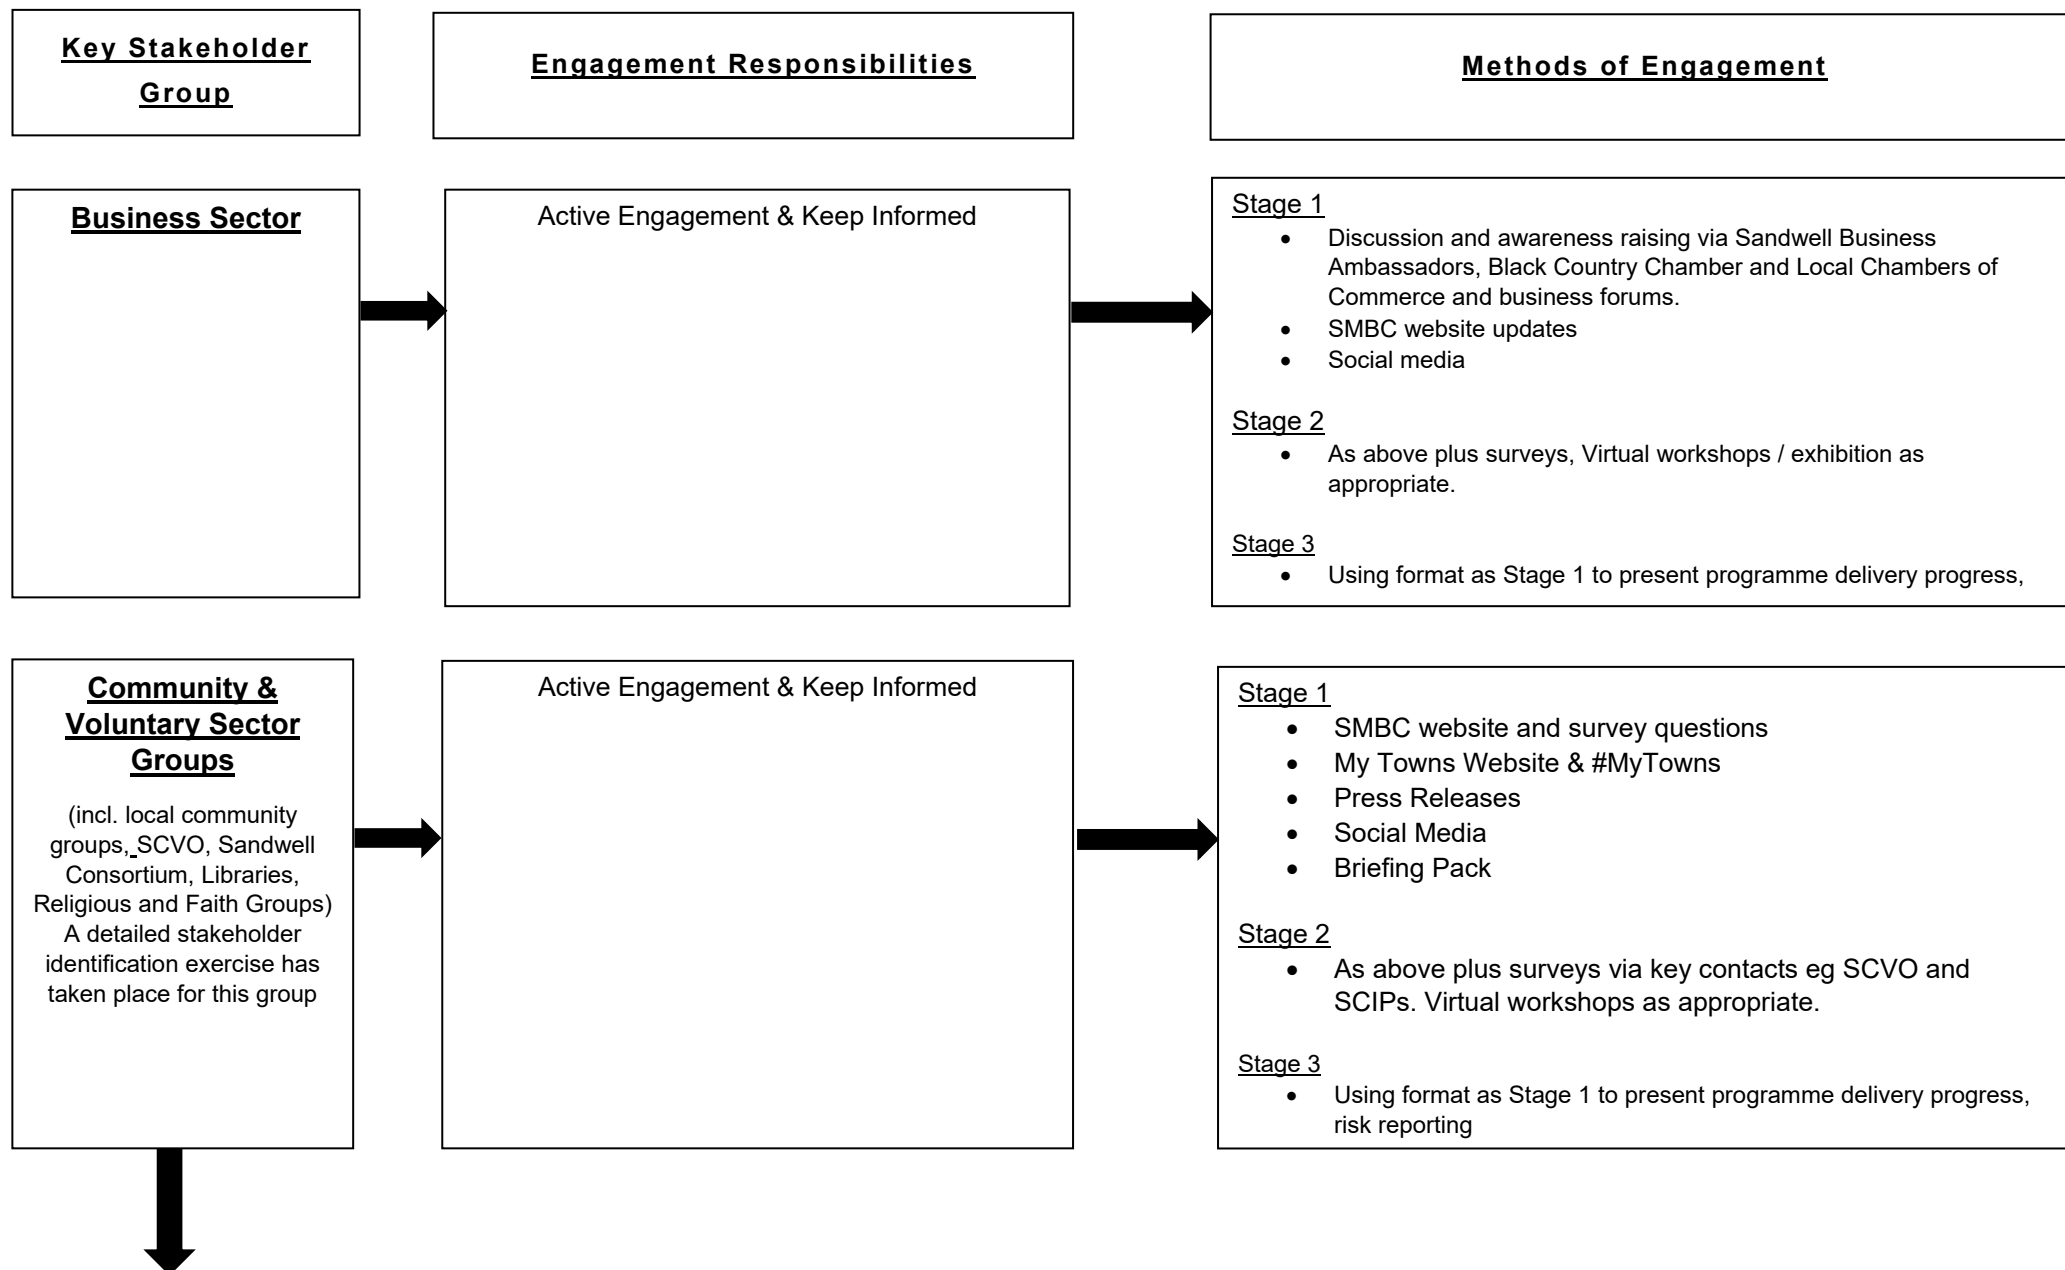 Key Stakeholder
Group
Engagement Responsibilities
Methods of Engagement
Business Sector
Active Engagement & Keep Informed
Stage 1
• Discussion and awareness raising via Sandwell Business
Ambassadors, Black Country Chamber and Local Chambers of
Commerce and business forums.
• SMBC website updates
• Social media
Stage 2
• As above plus surveys, Virtual workshops / exhibition as
appropriate.
Stage 3
• Using format as Stage 1 to present programme delivery progress,
Community &
Voluntary Sector
Groups
(incl. local community
groups, SCVO, Sandwell
Consortium, Libraries,
Religious and Faith Groups)
A detailed stakeholder
identification exercise has
taken place for this group
Active Engagement & Keep Informed
Stage 1
• SMBC website and survey questions
• My Towns Website & #MyTowns
• Press Releases
• Social Media
• Briefing Pack
Stage 2
• As above plus surveys via key contacts eg SCVO and
SCIPs. Virtual workshops as appropriate.
Stage 3
• Using format as Stage 1 to present programme delivery progress,
risk reporting